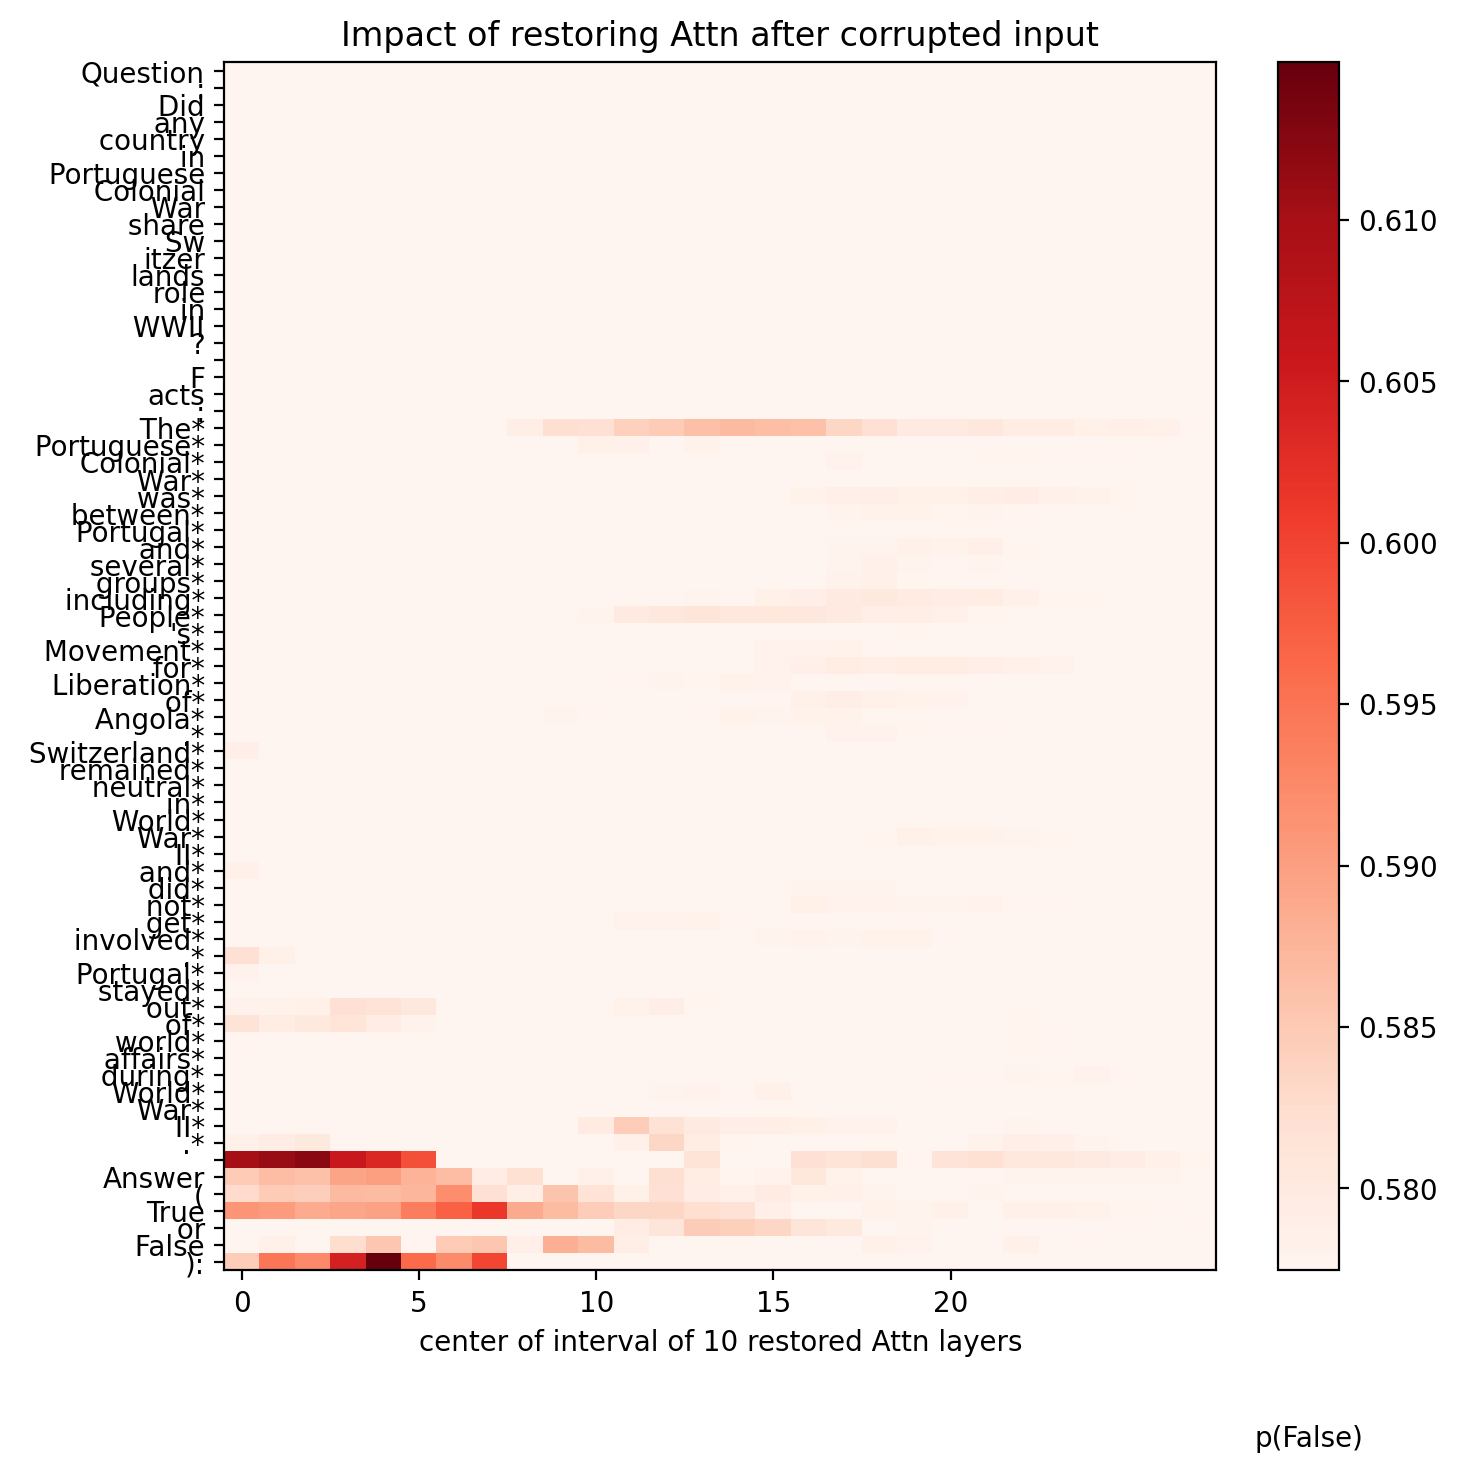 Impact of restoring Attn after corrupted input
Question
:
Did
any
country
in
Portuguese
Colonial
War
share
Sw
itzer
lands
role
in
WWII
?
F
acts
:
The*
Portuguese*
Colonial*
War*
was*
between*
Portugal*
and*
several*
groups*
including*
People*
's*
Movement*
for*
Liberation*
of*
Angola*
.*
Switzerland*
remained*
neutral*
in*
World*
War*
II*
and*
did*
not*
get*
involved*
.*
Portugal*
stayed*
out*
of*
world*
affairs*
during*
World*
War*
II*
.*
Answer
(
True
or
False
):
0 5 10 15 20
center of interval of 10 restored Attn layers
0.610
0.605
0.600
0.595
0.590
0.585
0.580
p(False)